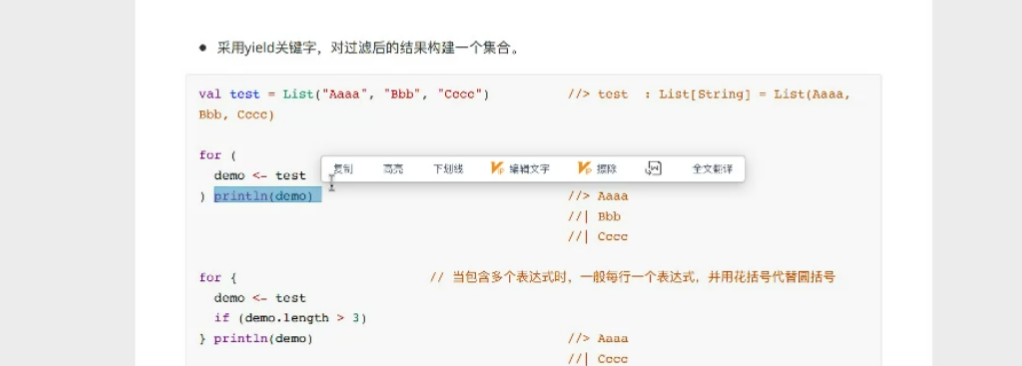 • 采用yield关键字，对过滤后的结果构建一个集合。
val test = List("Aaaa", "Bbb", "Cccc") //> test : List[String] = List(Aaaa,
Bbb, Cccc)
for (
复制 高亮 下划线 编辑文字 擦除 全文翻译
demo <- test
) println(demo) //> Aaaa
//| Bbb
//| Cccc
for { // 当包含多个表达式时，一般每行一个表达式，并用花括号代替圆括号
demo <- test
if (demo.length > 3)
} println(demo) //> Aaaa
//| Cccc